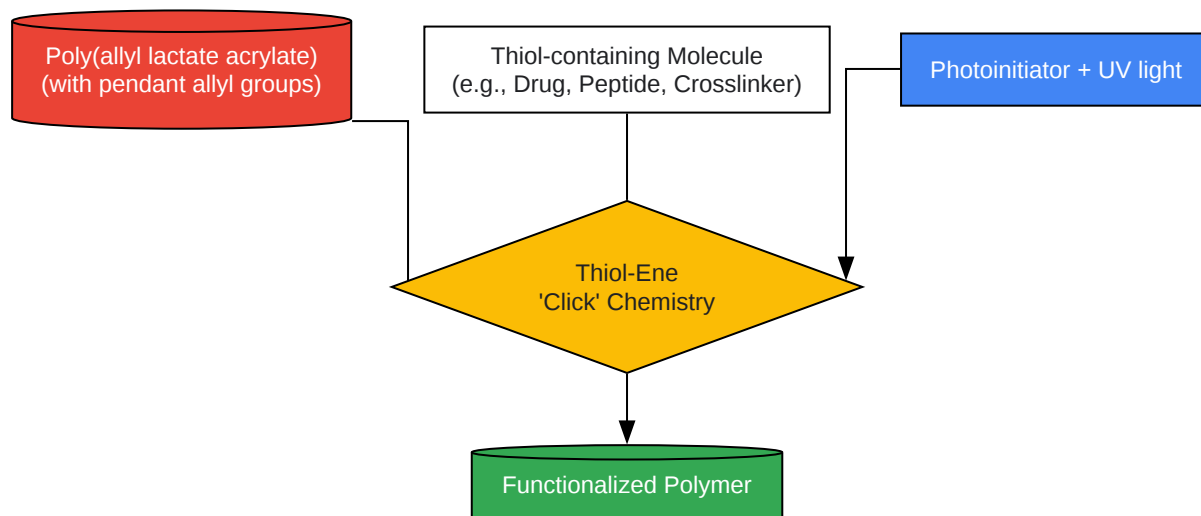 Poly(allyl lactate acrylate)
(with pendant allyl groups)
Thiol-containing Molecule
(e.g., Drug, Peptide, Crosslinker)
Photoinitiator + UV light
Thiol-Ene
'Click' Chemistry
Functionalized Polymer